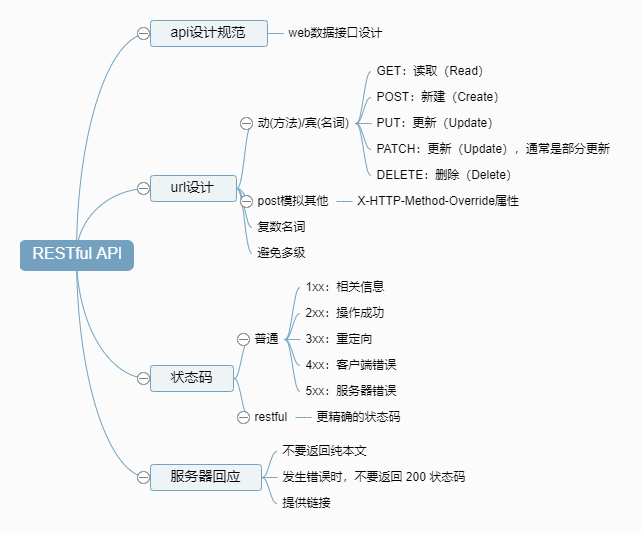 RESTful API
api设计规范
web数据接口设计
url设计
动(方法)/宾(名词)
GET：读取（Read）
POST：新建（Create）
PUT：更新（Update）
PATCH：更新（Update），通常是部分更新
DELETE：删除（Delete）
post模拟其他
X-HTTP-Method-Override属性
复数名词
避免多级
状态码
普通
1xx：相关信息
2xx：操作成功
3xx：重定向
4xx：客户端错误
5xx：服务器错误
restful
更精确的状态码
服务器回应
不要返回纯本文
发生错误时，不要返回 200 状态码
提供链接